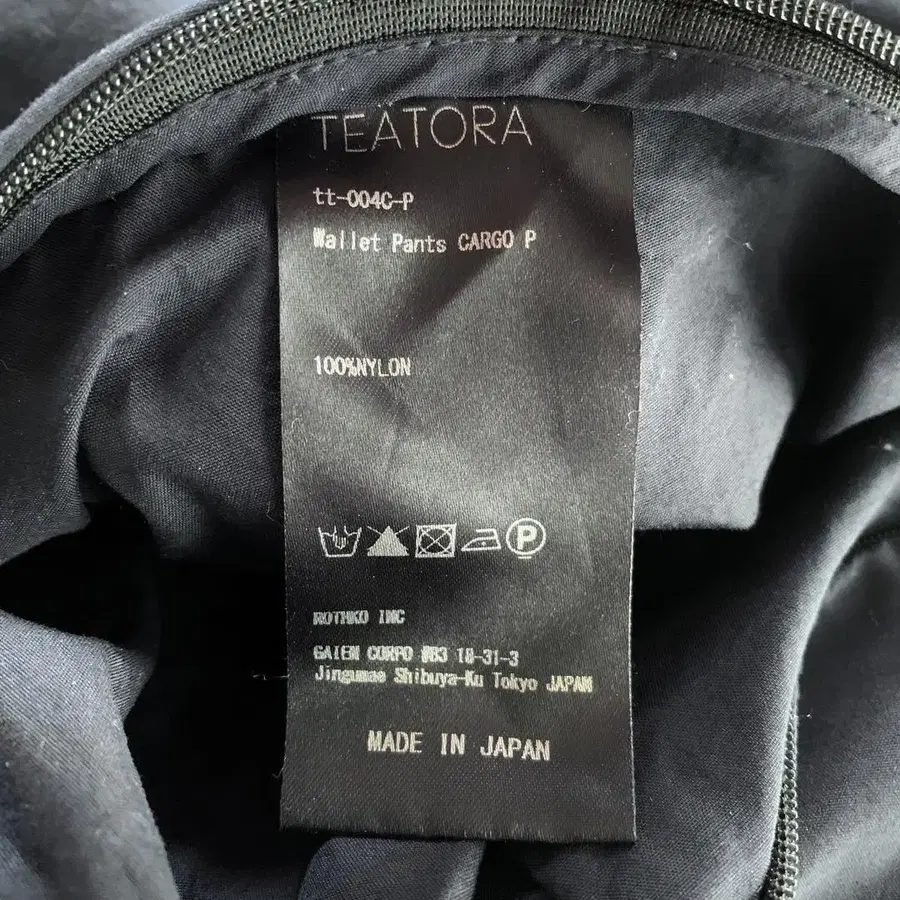 TEATORA
tt-004C-P
Wallet Pants CARGO P
100%NYLON
P
ROTHKO INC
GAIEN CORPO #B3 18-31-3
Jingumae Shibuya-Ku Tokyo JAPAN
MADE IN JAPAN